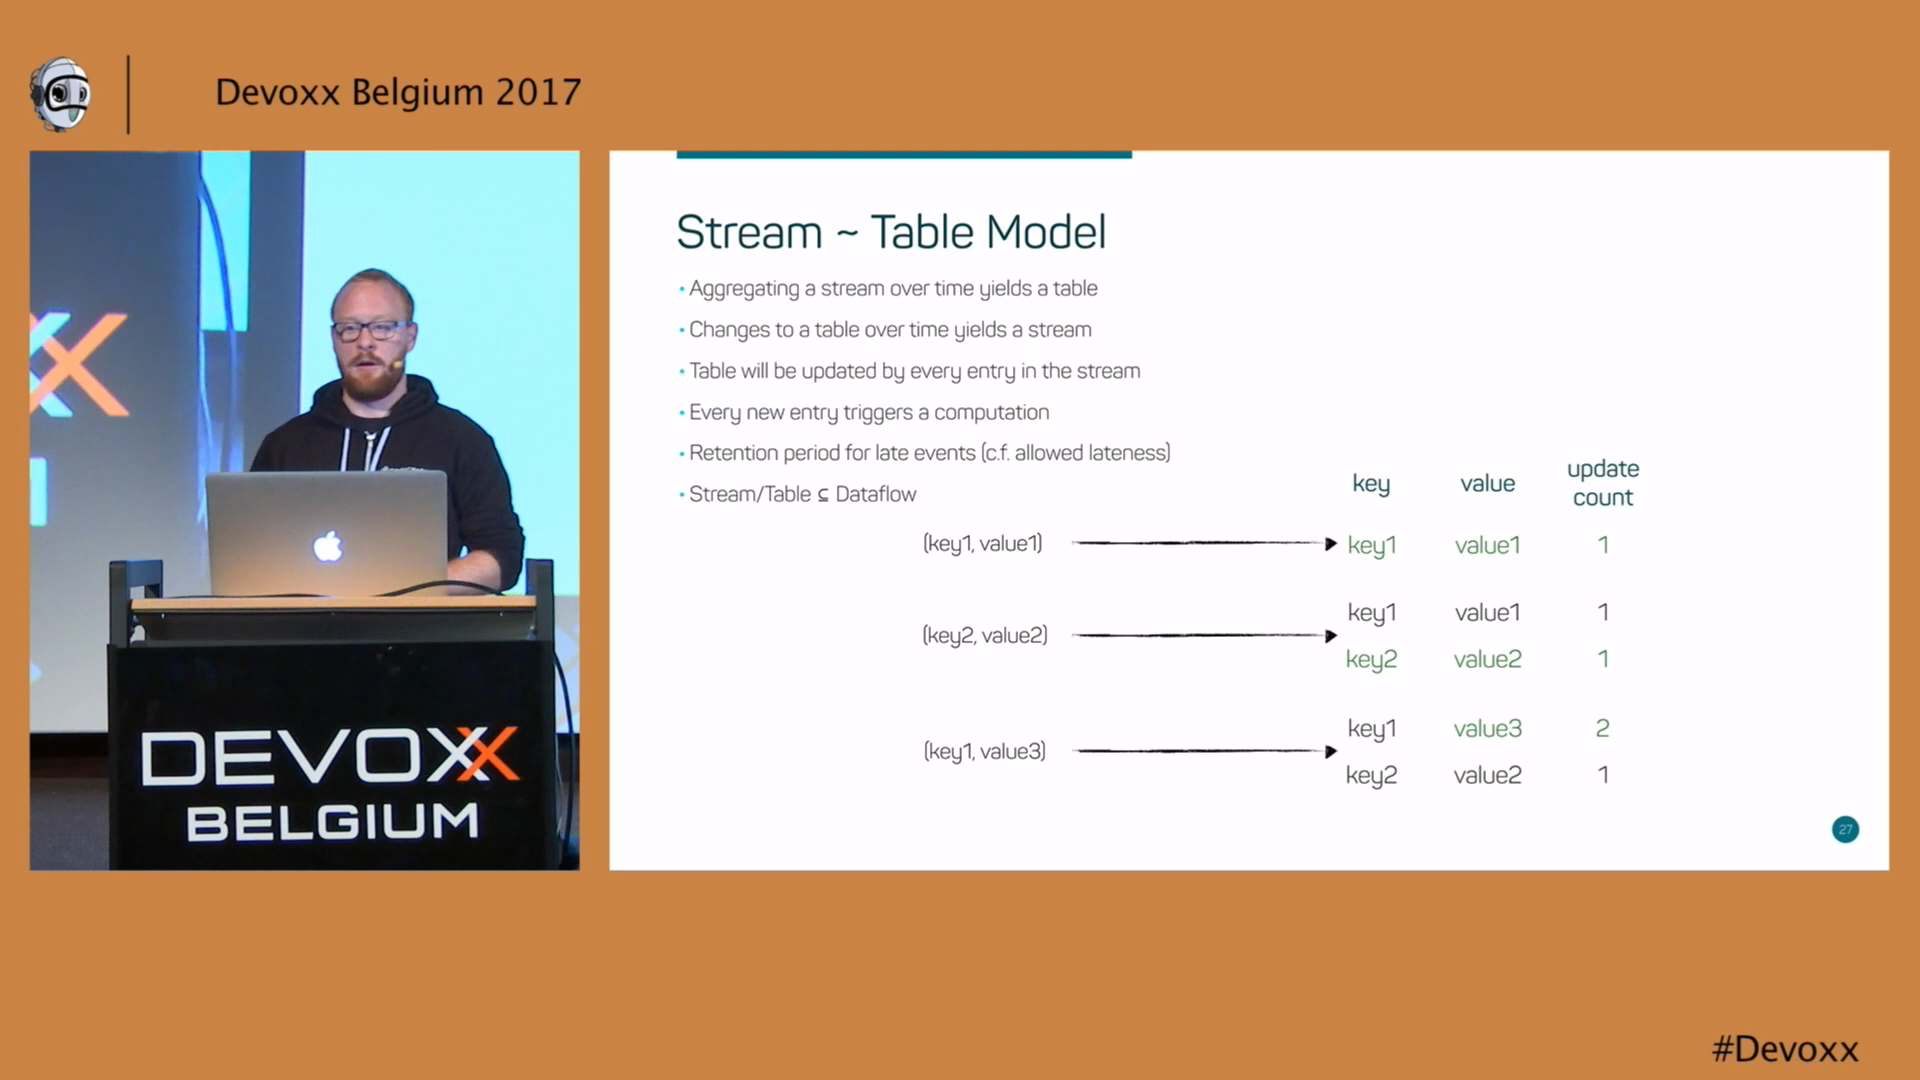 Devoxx Belgium 2017
Stream ~ Table Model
• Aggregating a stream over time yields a table
• Changes to a table over time yields a stream
• Table will be updated by every entry in the stream
• Every new entry triggers a computation
• Retention period for late events (c.f. allowed lateness)
• Stream/Table ⊆ Dataflow
key value update
count
(key1, value1) key1 value1 1
key1 value1 1
(key2, value2)
key2 value2 1
key1 value3 2
(key1, value3)
key2 value2 1
27
DEVOXX
BELGIUM
#Devoxx